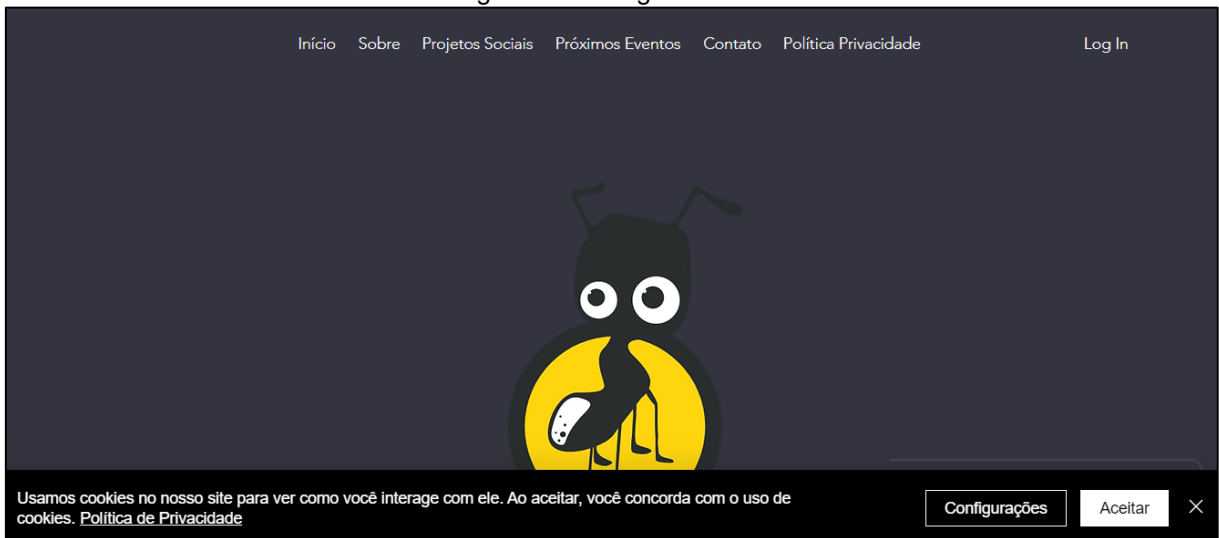 Início Sobre Projetos Sociais Próximos Eventos Contato Política Privacidade Log In
Usamos cookies no nosso site para ver como você interage com ele. Ao aceitar, você concorda com o uso de
cookies. Política de Privacidade
Configurações Aceitar